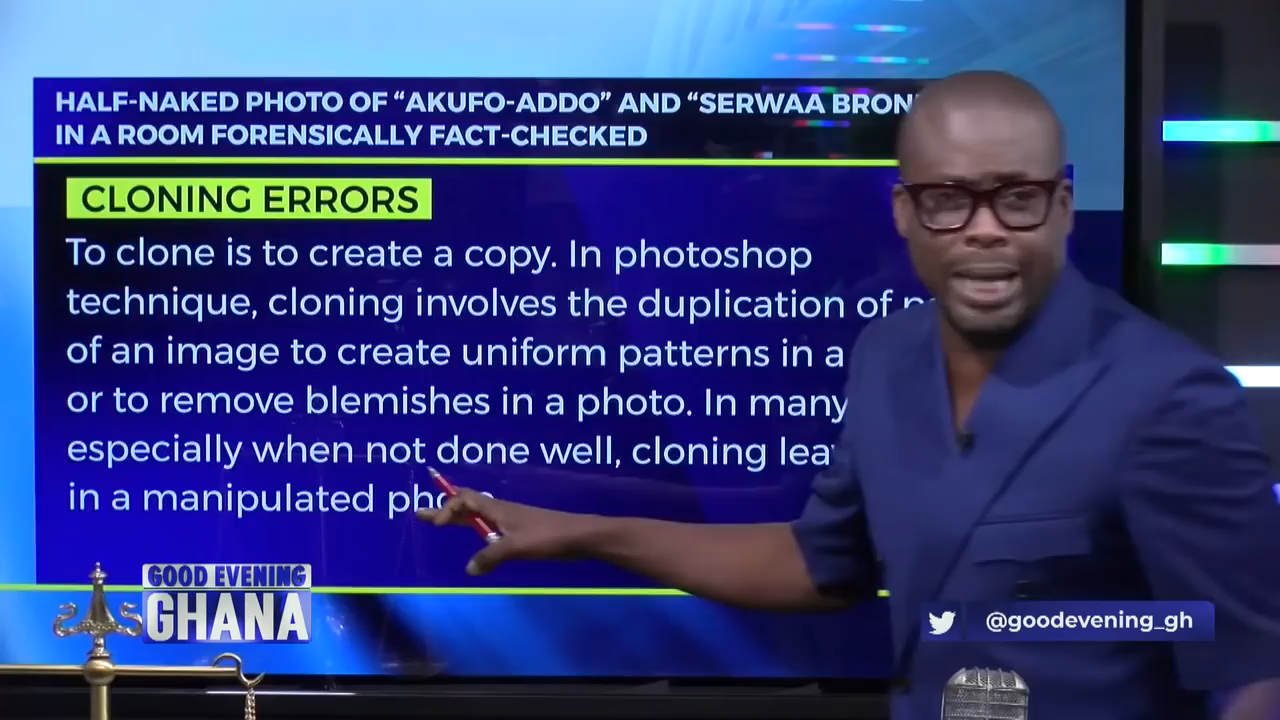 HALF-NAKED PHOTO OF “AKUFO-ADDO” AND “SERWAA
IN A ROOM FORENSICALLY FACT-CHECKED
CLONING ERRORS
To clone is to create a copy. In photoshop
technique, cloning involves the duplication of
of an image to create uniform patterns in a
or to remove blemishes in a photo. In many
especially when not done well, cloning
in a manipulated
GOOD EVENING
GHANA
@goodevening_gh